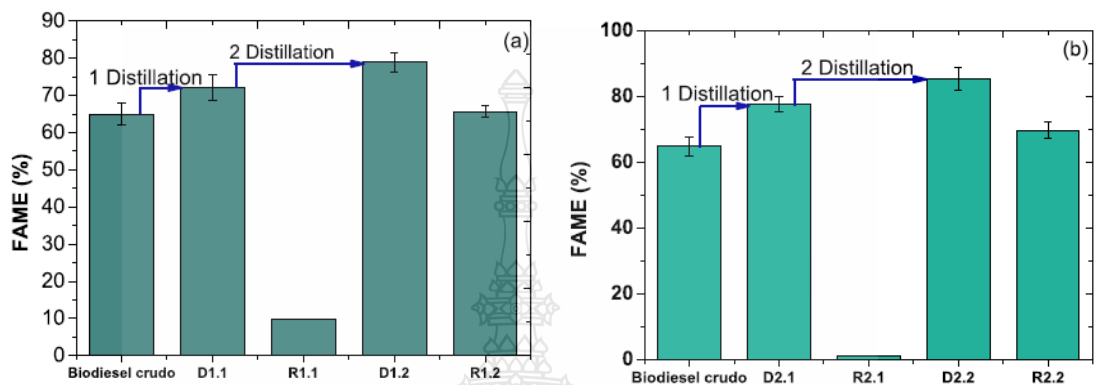 90
80
70
60
50
40
30
20
10
0
FAME (%)
(a)
1 Distillation
2 Distillation
Biodiesel crudo D1.1 R1.1 D1.2 R1.2
100
80
60
40
20
0
FAME (%)
(b)
1 Distillation
2 Distillation
Biodiesel crudo D2.1 R2.1 D2.2 R2.2